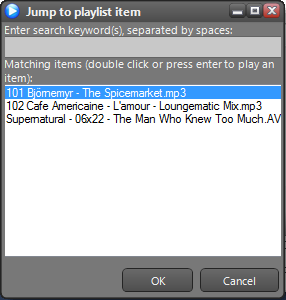 Jump to playlist item
Enter search keyword(s), separated by spaces:
Matching items (double click or press enter to play an
item):
101 Björnemyr - The Spicemarket.mp3
102 Cafe Americaine - L'amour - Loungematic Mix.mp3
Supernatural - 06x22 - The Man Who Knew Too Much.AV
OK
Cancel